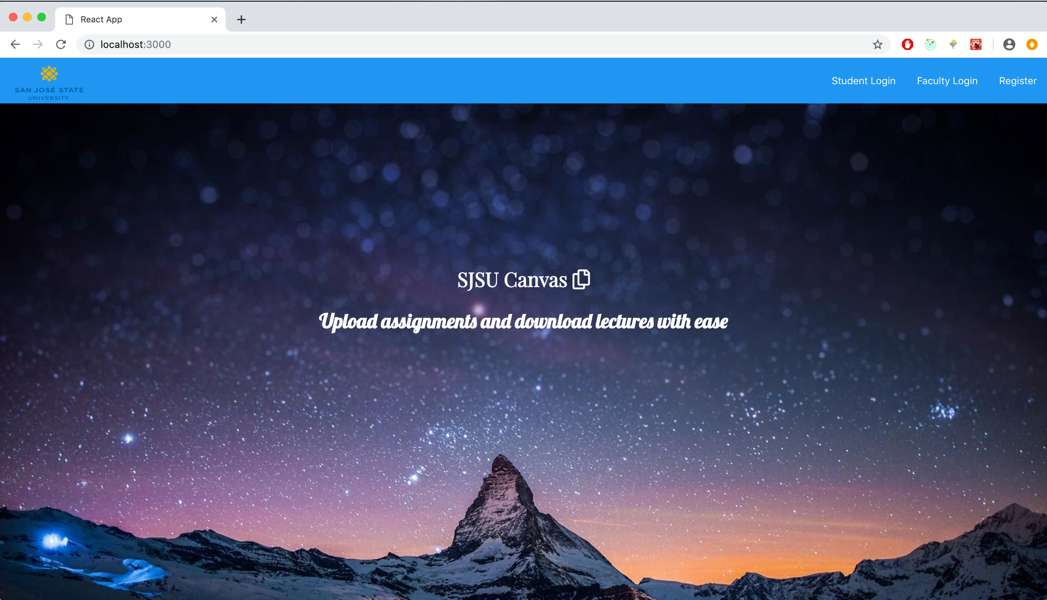 React App
localhost:3000
SAN JOSÉ STATE
UNIVERSITY
Student Login
Faculty Login
Register
SJSU Canvas
Upload assignments and download lectures with ease